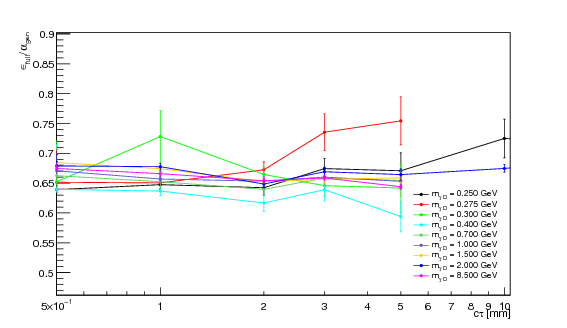 ε_full/α_gen
0.9
0.85
0.8
0.75
0.7
0.65
0.6
0.55
0.5
5×10⁻¹ 1 2 3 4 5 6 7 8 9 10
cτ [mm]
m_γD = 0.250 GeV
m_γD = 0.275 GeV
m_γD = 0.300 GeV
m_γD = 0.400 GeV
m_γD = 0.700 GeV
m_γD = 1.000 GeV
m_γD = 1.500 GeV
m_γD = 2.000 GeV
m_γD = 8.500 GeV